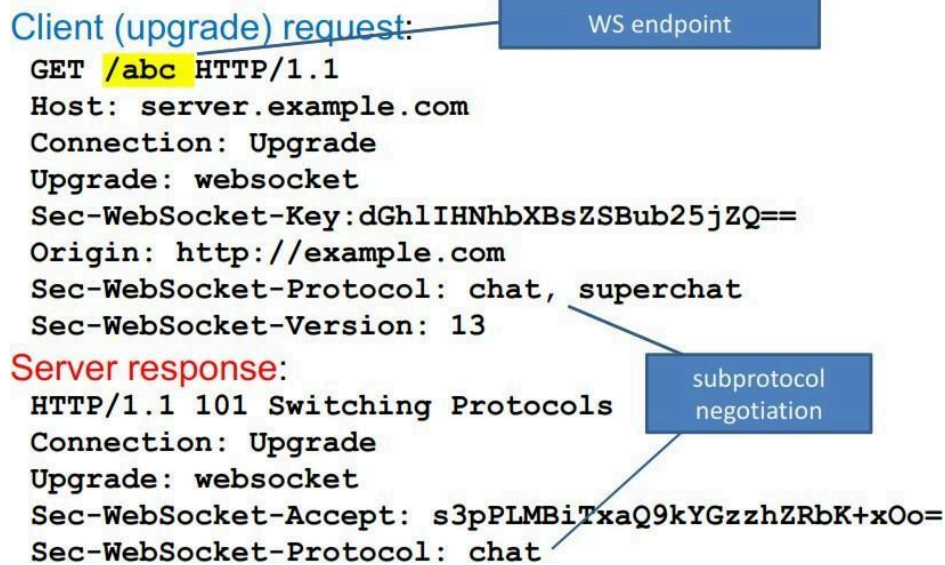 Client (upgrade) request:
WS endpoint
GET /abc HTTP/1.1
Host: server.example.com
Connection: Upgrade
Upgrade: websocket
Sec-WebSocket-Key:dGhlIHNhbXBsZSBub25jZQ==
Origin: http://example.com
Sec-WebSocket-Protocol: chat, superchat
Sec-WebSocket-Version: 13
Server response:
subprotocol
negotiation
HTTP/1.1 101 Switching Protocols
Connection: Upgrade
Upgrade: websocket
Sec-WebSocket-Accept: s3pPLMBiTxaQ9kYGzzhZRbK+xOo=
Sec-WebSocket-Protocol: chat